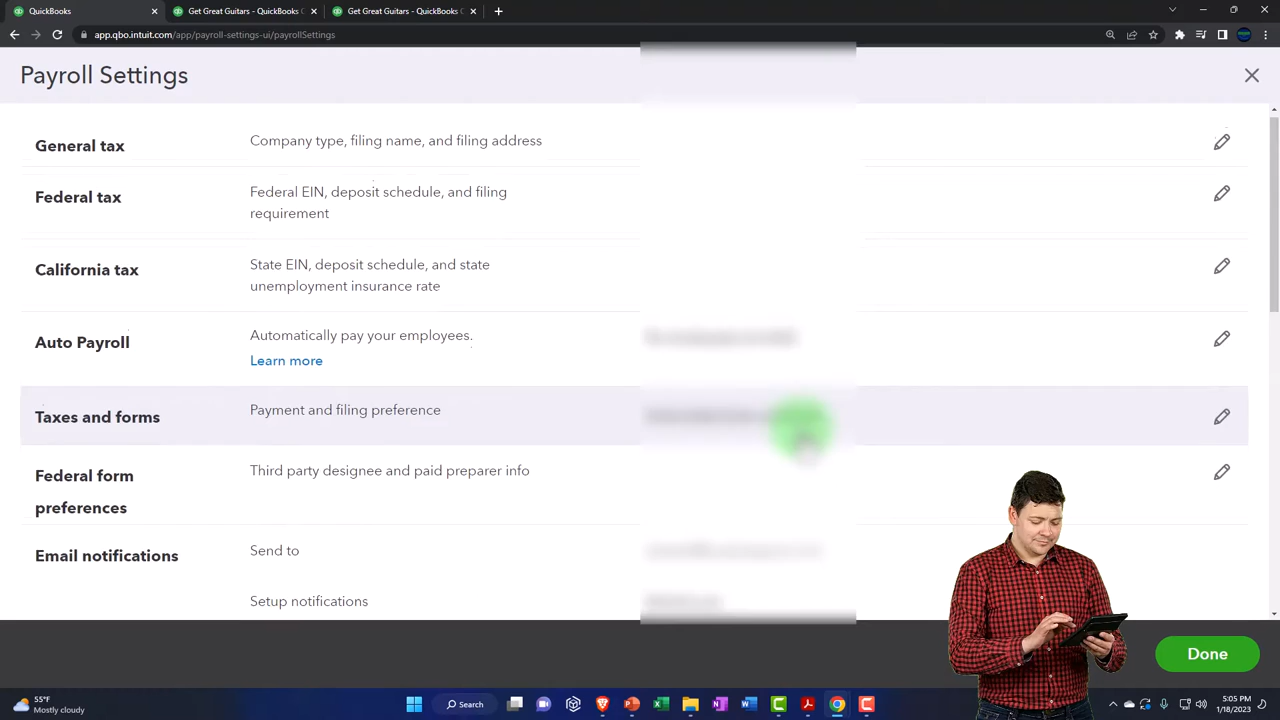 QuickBooks
Get Great Guitars - QuickBooks
Get Great Guitars - QuickBooks
app.qbo.intuit.com/app/payroll-settings-ui/payrollSettings
Payroll Settings
General tax
Company type, filing name, and filing address
Federal tax
Federal EIN, deposit schedule, and filing
requirement
California tax
State EIN, deposit schedule, and state
unemployment insurance rate
Auto Payroll
Automatically pay your employees.
Learn more
Taxes and forms
Payment and filing preference
Federal form
preferences
Third party designee and paid preparer info
Email notifications
Send to
Setup notifications
Done
55°F
Mostly cloudy
Search
5:05 PM
1/18/2023